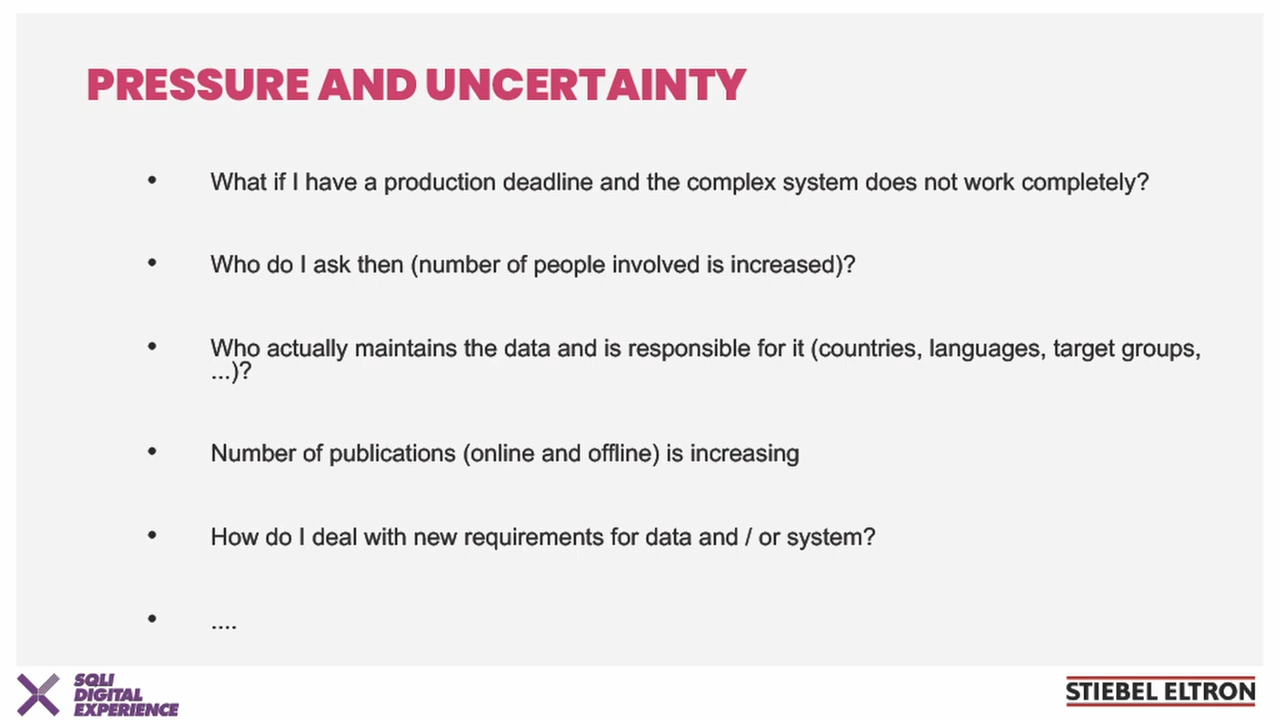 PRESSURE AND UNCERTAINTY
• What if I have a production deadline and the complex system does not work completely?
• Who do I ask then (number of people involved is increased)?
• Who actually maintains the data and is responsible for it (countries, languages, target groups,
...)?
• Number of publications (online and offline) is increasing
• How do I deal with new requirements for data and / or system?
• ....
SQLI
DIGITAL
EXPERIENCE
STIEBEL ELTRON